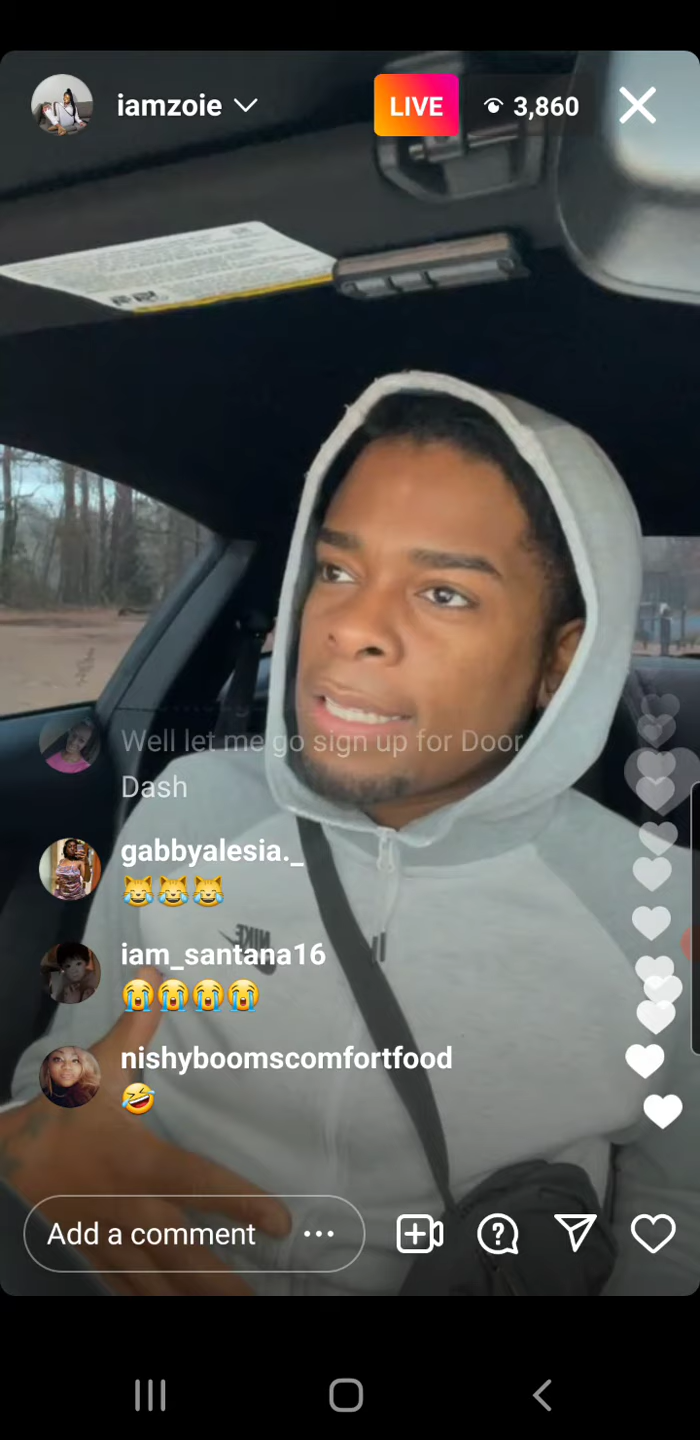 iamzoie
LIVE
3,860
Well let me go sign up for Door
Dash
gabbyalesia._
😹😹😹
iam_santana16
😭😭😭😭
nishyboomscomfortfood
🤣
NIKE
Add a comment